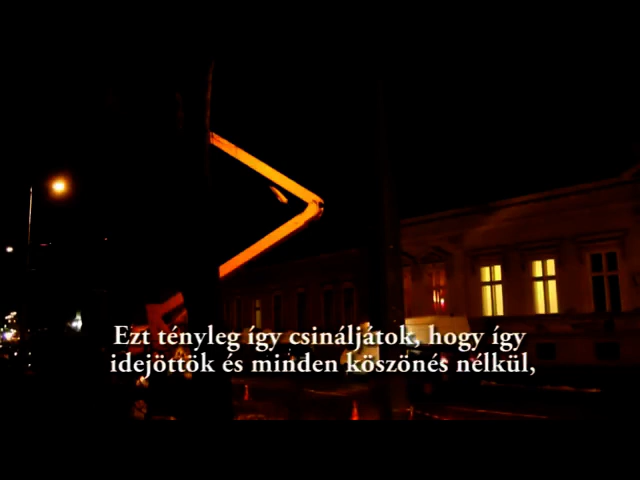 Ezt tényleg így csináljátok, hogy így
idejöttök és minden köszönés nélkül,